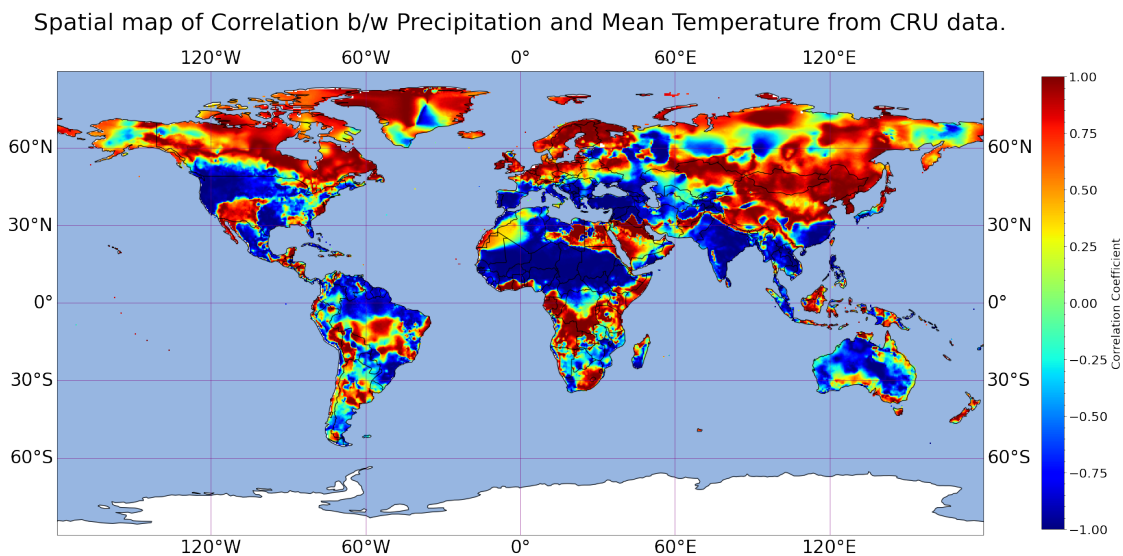 Spatial map of Correlation b/w Precipitation and Mean Temperature from CRU data.
120°W 60°W 0° 60°E 120°E
1.00
0.75
60°N 60°N
0.50
30°N 30°N
0.25
0° 0°
0.00
−0.25
30°S 30°S
−0.50
60°S 60°S
−0.75
−1.00
Correlation Coefficient
120°W 60°W 0° 60°E 120°E